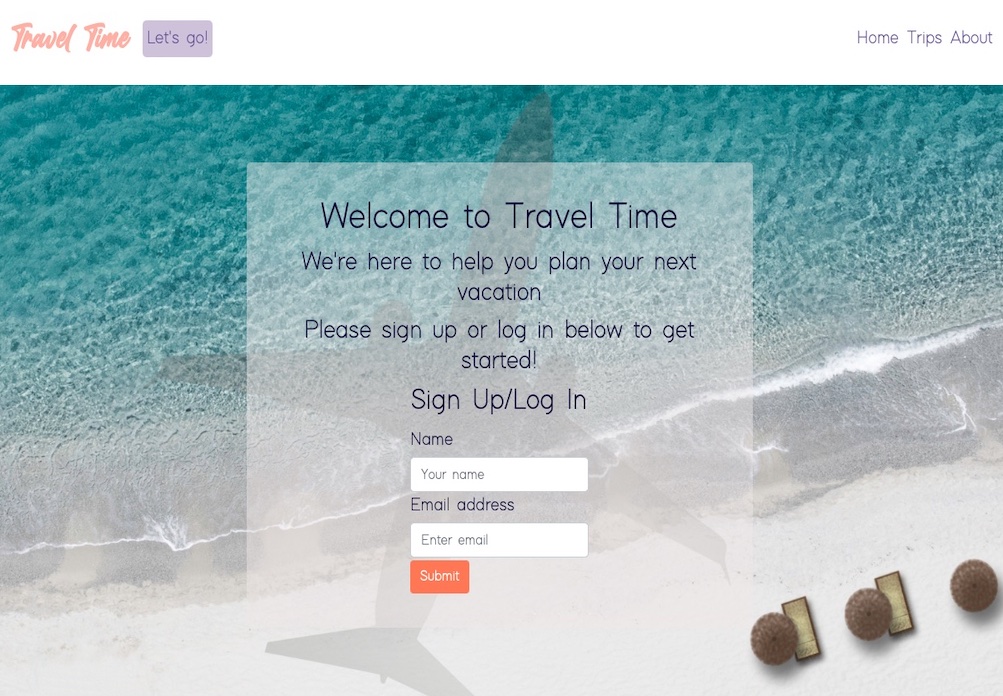 Travel Time
Let's go!
Home Trips About
Welcome to Travel Time
We're here to help you plan your next
vacation
Please sign up or log in below to get
started!
Sign Up/Log In
Name
Your name
Email address
Enter email
Submit